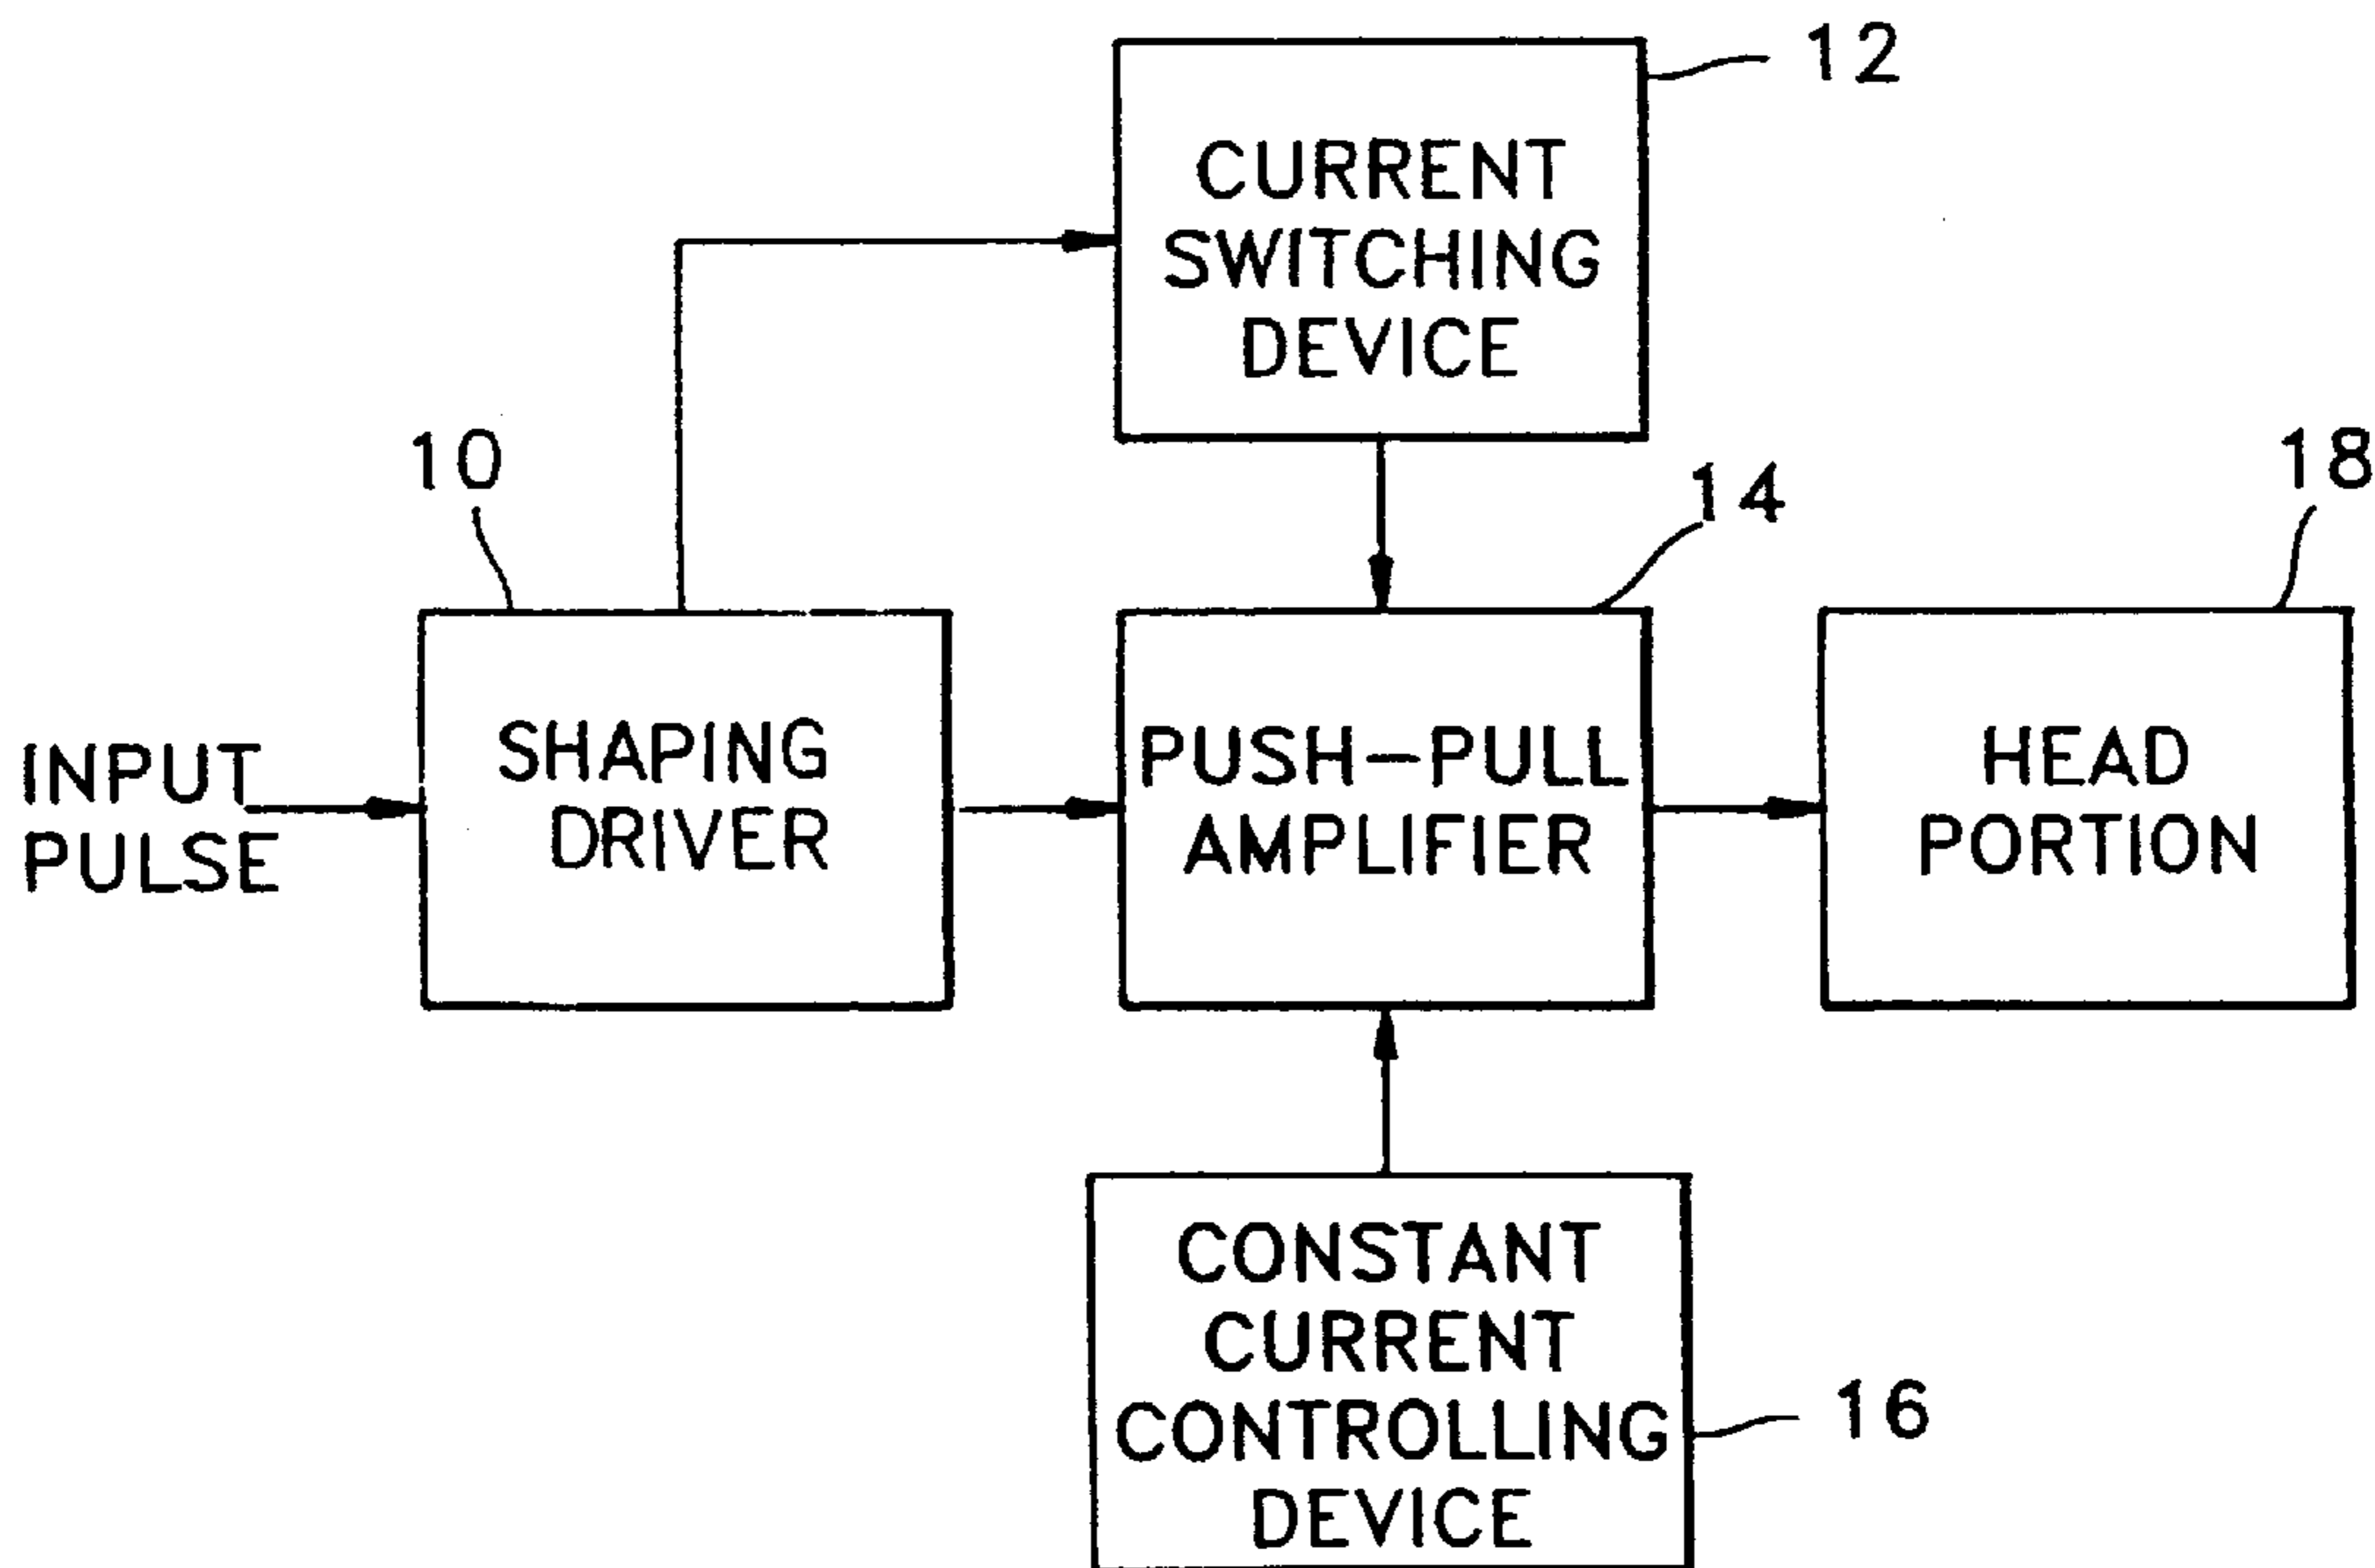 12
CURRENT
SWITCHING
DEVICE
10
14
18
INPUT
PULSE
SHAPING
DRIVER
PUSH-PULL
AMPLIFIER
HEAD
PORTION
CONSTANT
CURRENT
CONTROLLING
DEVICE
16